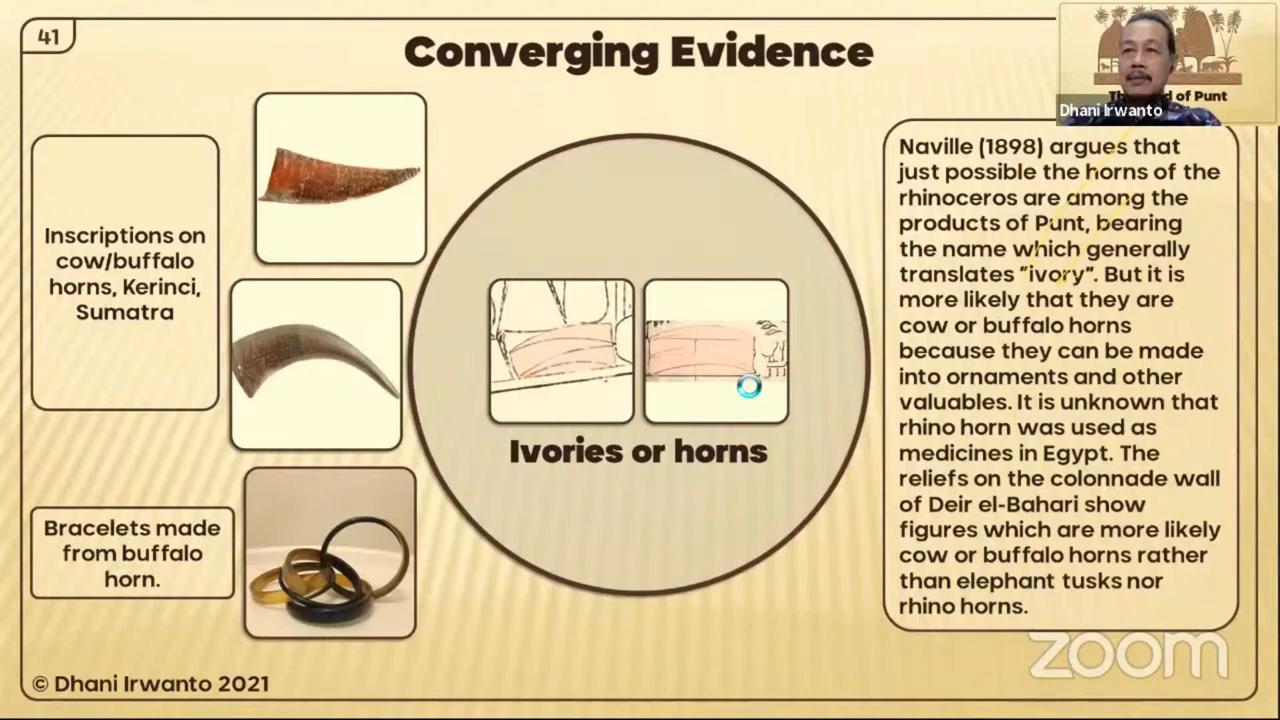 41
Converging Evidence
Dhani Irwanto
d of Punt
Inscriptions on
cow/buffalo
horns, Kerinci,
Sumatra
Bracelets made
from buffalo
horn.
Ivories or horns
Naville (1898) argues that
just possible the horns of the
rhinoceros are among the
products of Punt, bearing
the name which generally
translates "ivory". But it is
more likely that they are
cow or buffalo horns
because they can be made
into ornaments and other
valuables. It is unknown that
rhino horn was used as
medicines in Egypt. The
reliefs on the colonnade wall
of Deir el-Bahari show
figures which are more likely
cow or buffalo horns rather
than elephant tusks nor
rhino horns.
zoom
© Dhani Irwanto 2021